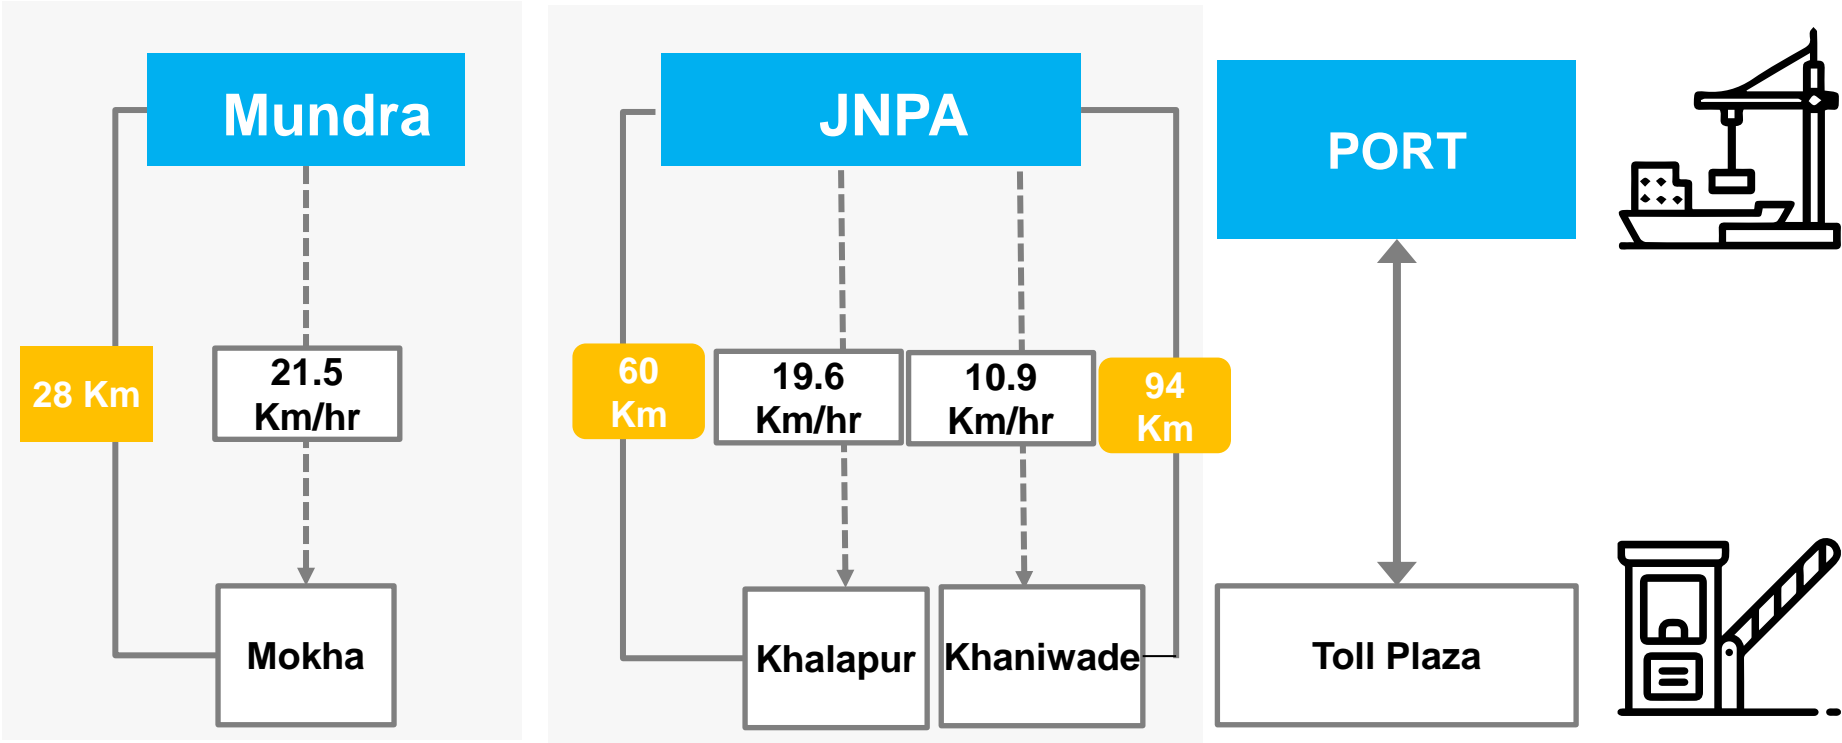 Mundra
JNPA
PORT
28 Km
21.5
Km/hr
60
Km
19.6
Km/hr
10.9
Km/hr
94
Km
Mokha
Khalapur
Khaniwade
Toll Plaza